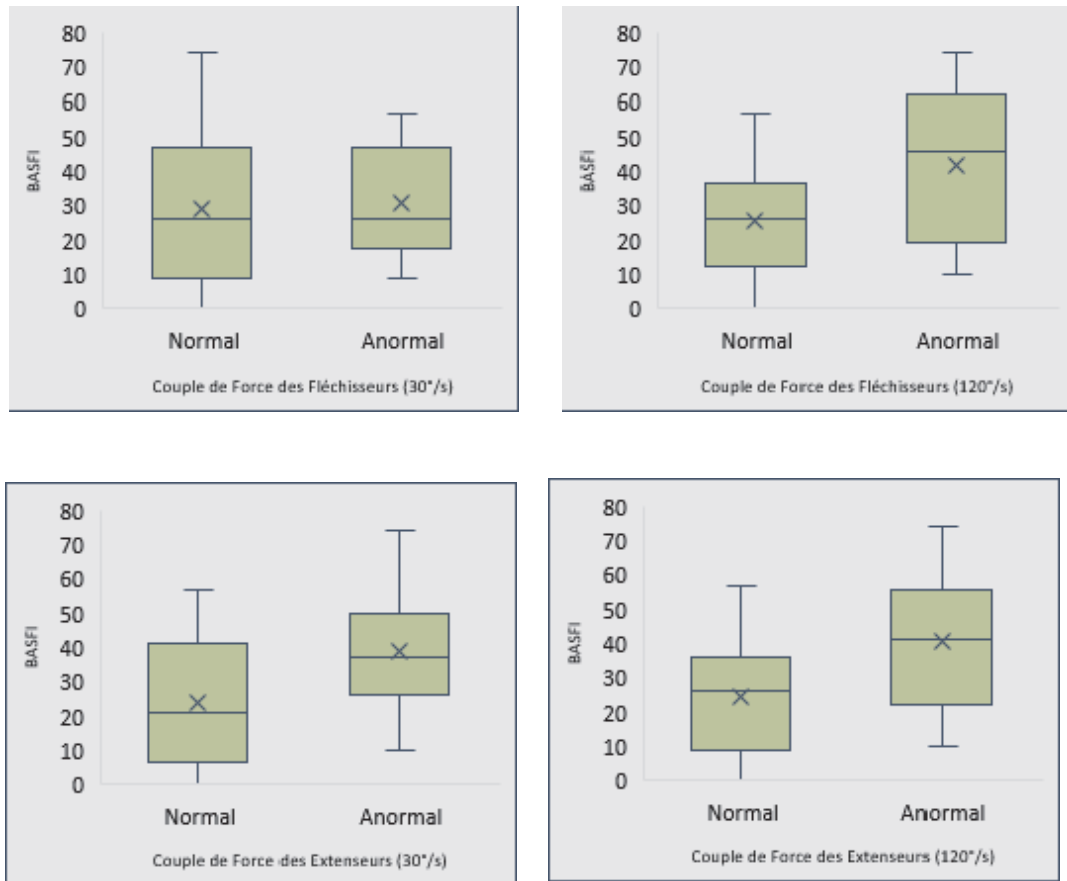 80
70
60
50
40
30
20
10
0
BASFI
Normal
Anormal
Couple de Force des Fléchisseurs (30°/s)
80
70
60
50
40
30
20
10
0
BASFI
Normal
Anormal
Couple de Force des Fléchisseurs (120°/s)
80
70
60
50
40
30
20
10
0
BASFI
Normal
Anormal
Couple de Force des Extenseurs (30°/s)
80
70
60
50
40
30
20
10
0
BASFI
Normal
Anormal
Couple de Force des Extenseurs (120°/s)